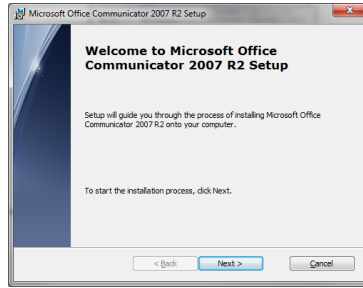 Microsoft Office Communicator 2007 R2 Setup
Welcome to Microsoft Office
Communicator 2007 R2 Setup
Setup will guide you through the process of installing Microsoft Office
Communicator 2007 R2 onto your computer.
To start the installation process, click Next.
< Back Next > Cancel